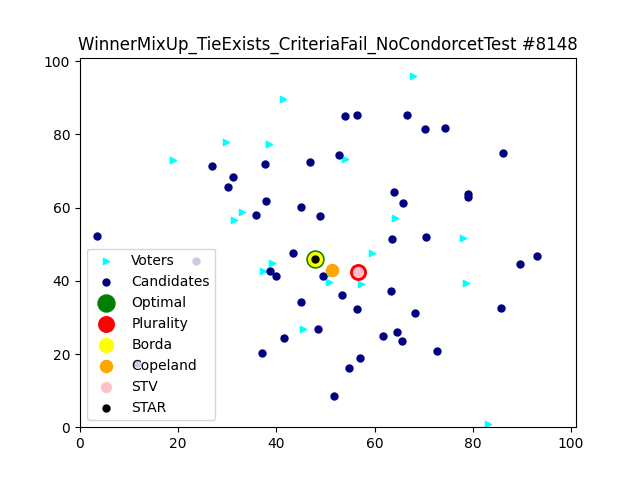 WinnerMixUp_TieExists_CriteriaFail_NoCondorcetTest #8148
100
80
60
40
20
0
Voters
Candidates
Optimal
Plurality
Borda
Copeland
STV
STAR
0 20 40 60 80 100